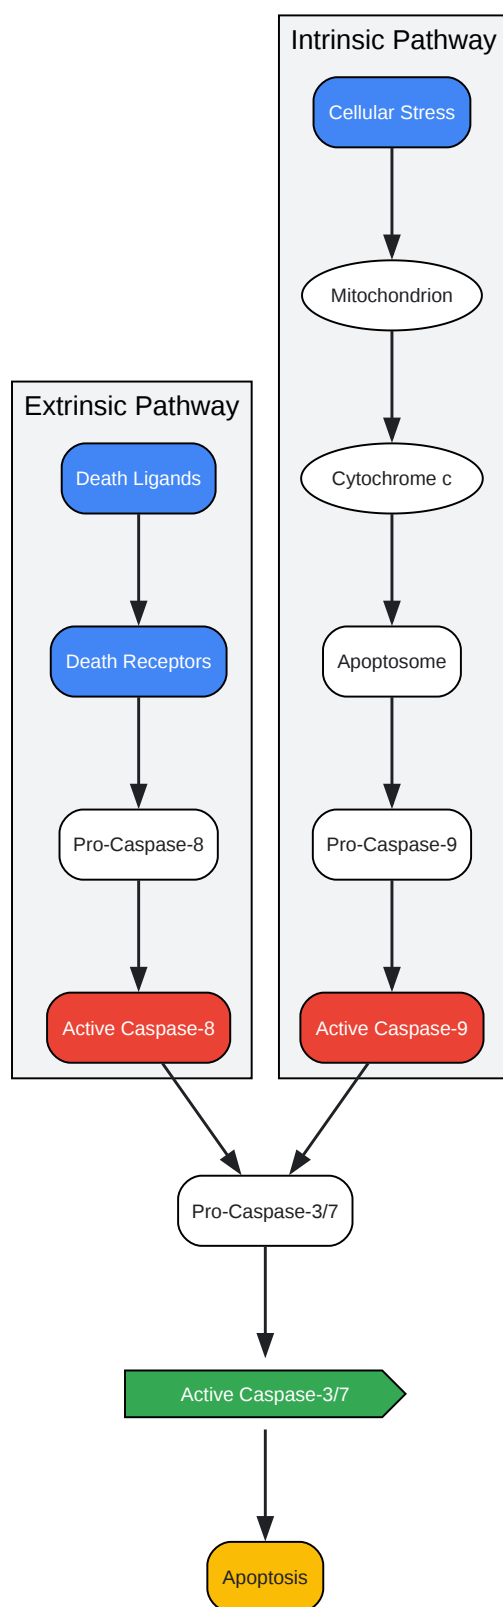 Intrinsic Pathway
Cellular Stress
Mitochondrion
Cytochrome c
Apoptosome
Pro-Caspase-9
Active Caspase-9
Extrinsic Pathway
Death Ligands
Death Receptors
Pro-Caspase-8
Active Caspase-8
Pro-Caspase-3/7
Active Caspase-3/7
Apoptosis